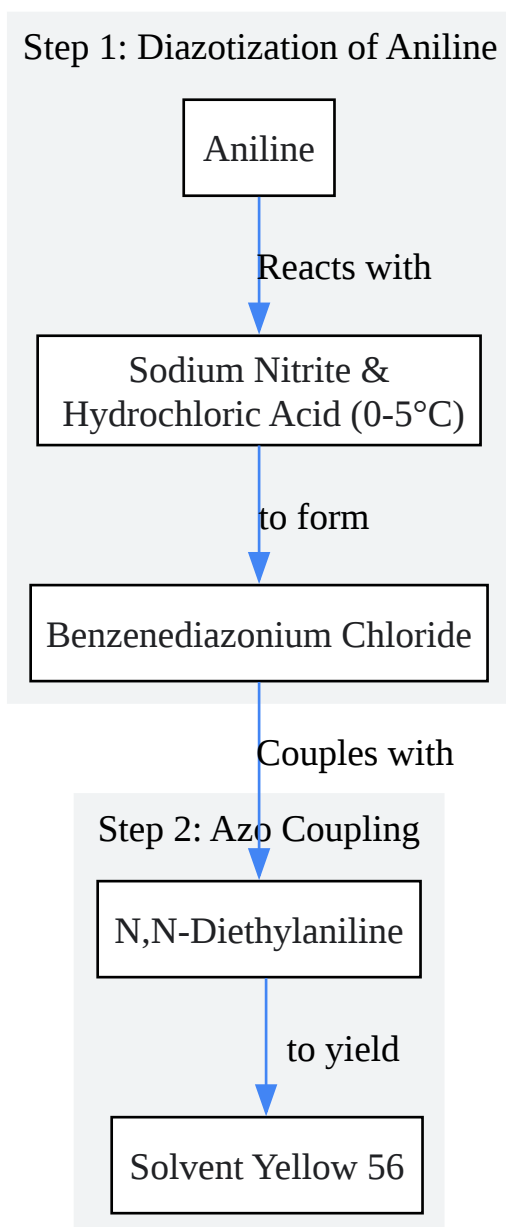 Step 1: Diazotization of Aniline
Aniline
Reacts with
Sodium Nitrite &
Hydrochloric Acid (0-5°C)
to form
Benzenediazonium Chloride
Couples with
Step 2: Azo Coupling
N,N-Diethylaniline
to yield
Solvent Yellow 56